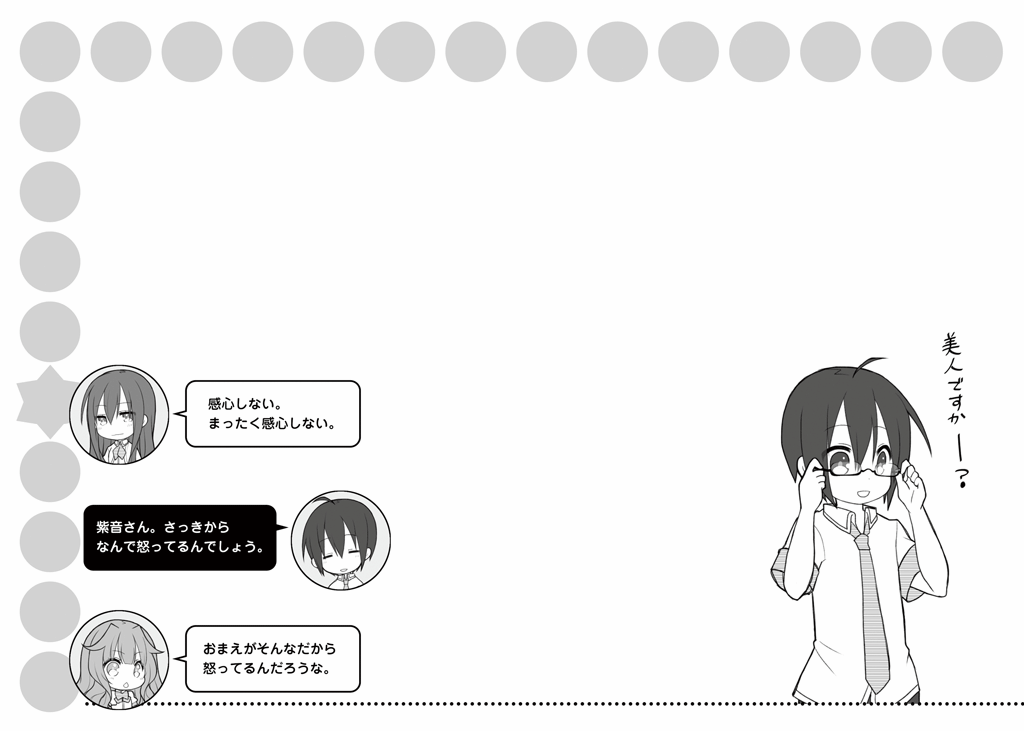 感心しない。
まったく感心しない。
紫音さん。さっきから
なんで怒ってるんでしょう。
おまえがそんなだから
怒ってるんだろうな。
美人ですかー？